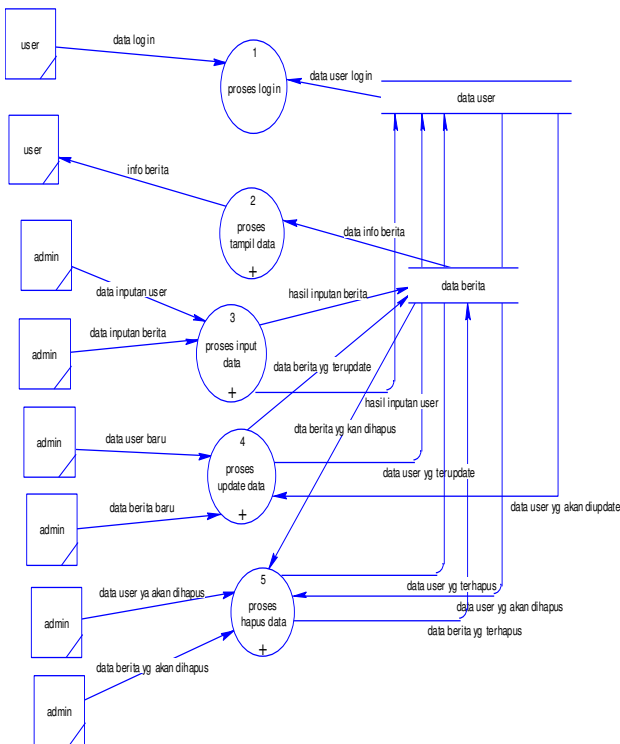 user
data login
1
proses login
data user login
data user
user
info berita
2
proses
tampil data
+
data info berita
admin
data inputan user
data berita
hasil inputan berita
3
proses input
data
+
admin
data inputan berita
data berita yg terupdate
hasil inputan user
dta berita yg kan dihapus
admin
data user baru
4
proses
update data
+
data user yg terupdate
admin
data berita baru
data user yg akan diupdate
5
proses
hapus data
+
admin
data user ya akan dihapus
data user yg terhapus
data user yg akan dihapus
data berita yg terhapus
data berita yg akan dihapus
admin